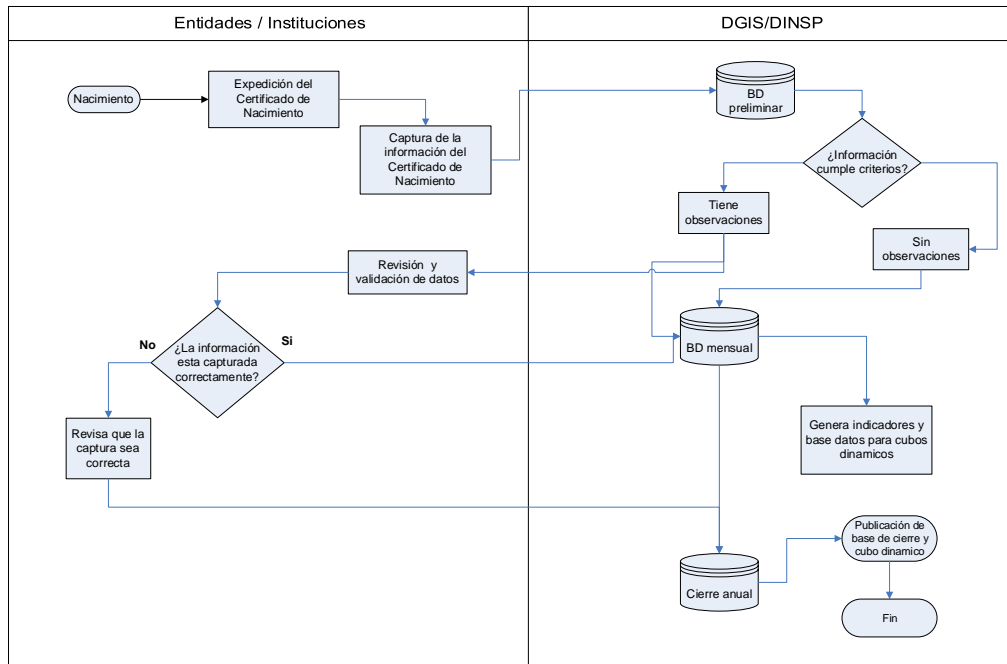 Entidades / Instituciones
DGIS/DINSP
Nacimiento
Expedición del
Certificado de
Nacimiento
Captura de la
información del
Certificado de
Nacimiento
BD
preliminar
¿Información
cumple criterios?
Tiene
observaciones
Sin
observaciones
Revisión y
validación de datos
No
¿La información
esta capturada
correctamente?
Si
BD mensual
Revisa que la
captura sea
correcta
Genera indicadores y
base datos para cubos
dinamicos
Publicación de
base de cierre y
cubo dinamico
Cierre anual
Fin